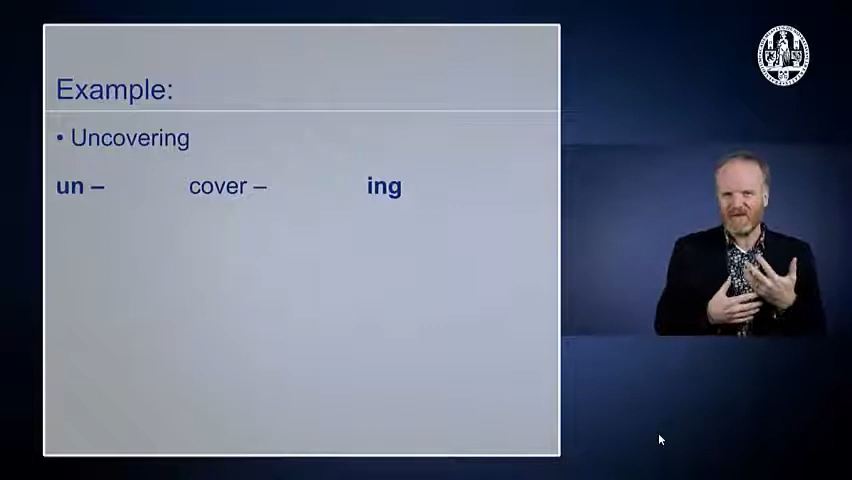 Example:
• Uncovering
un – cover – ing